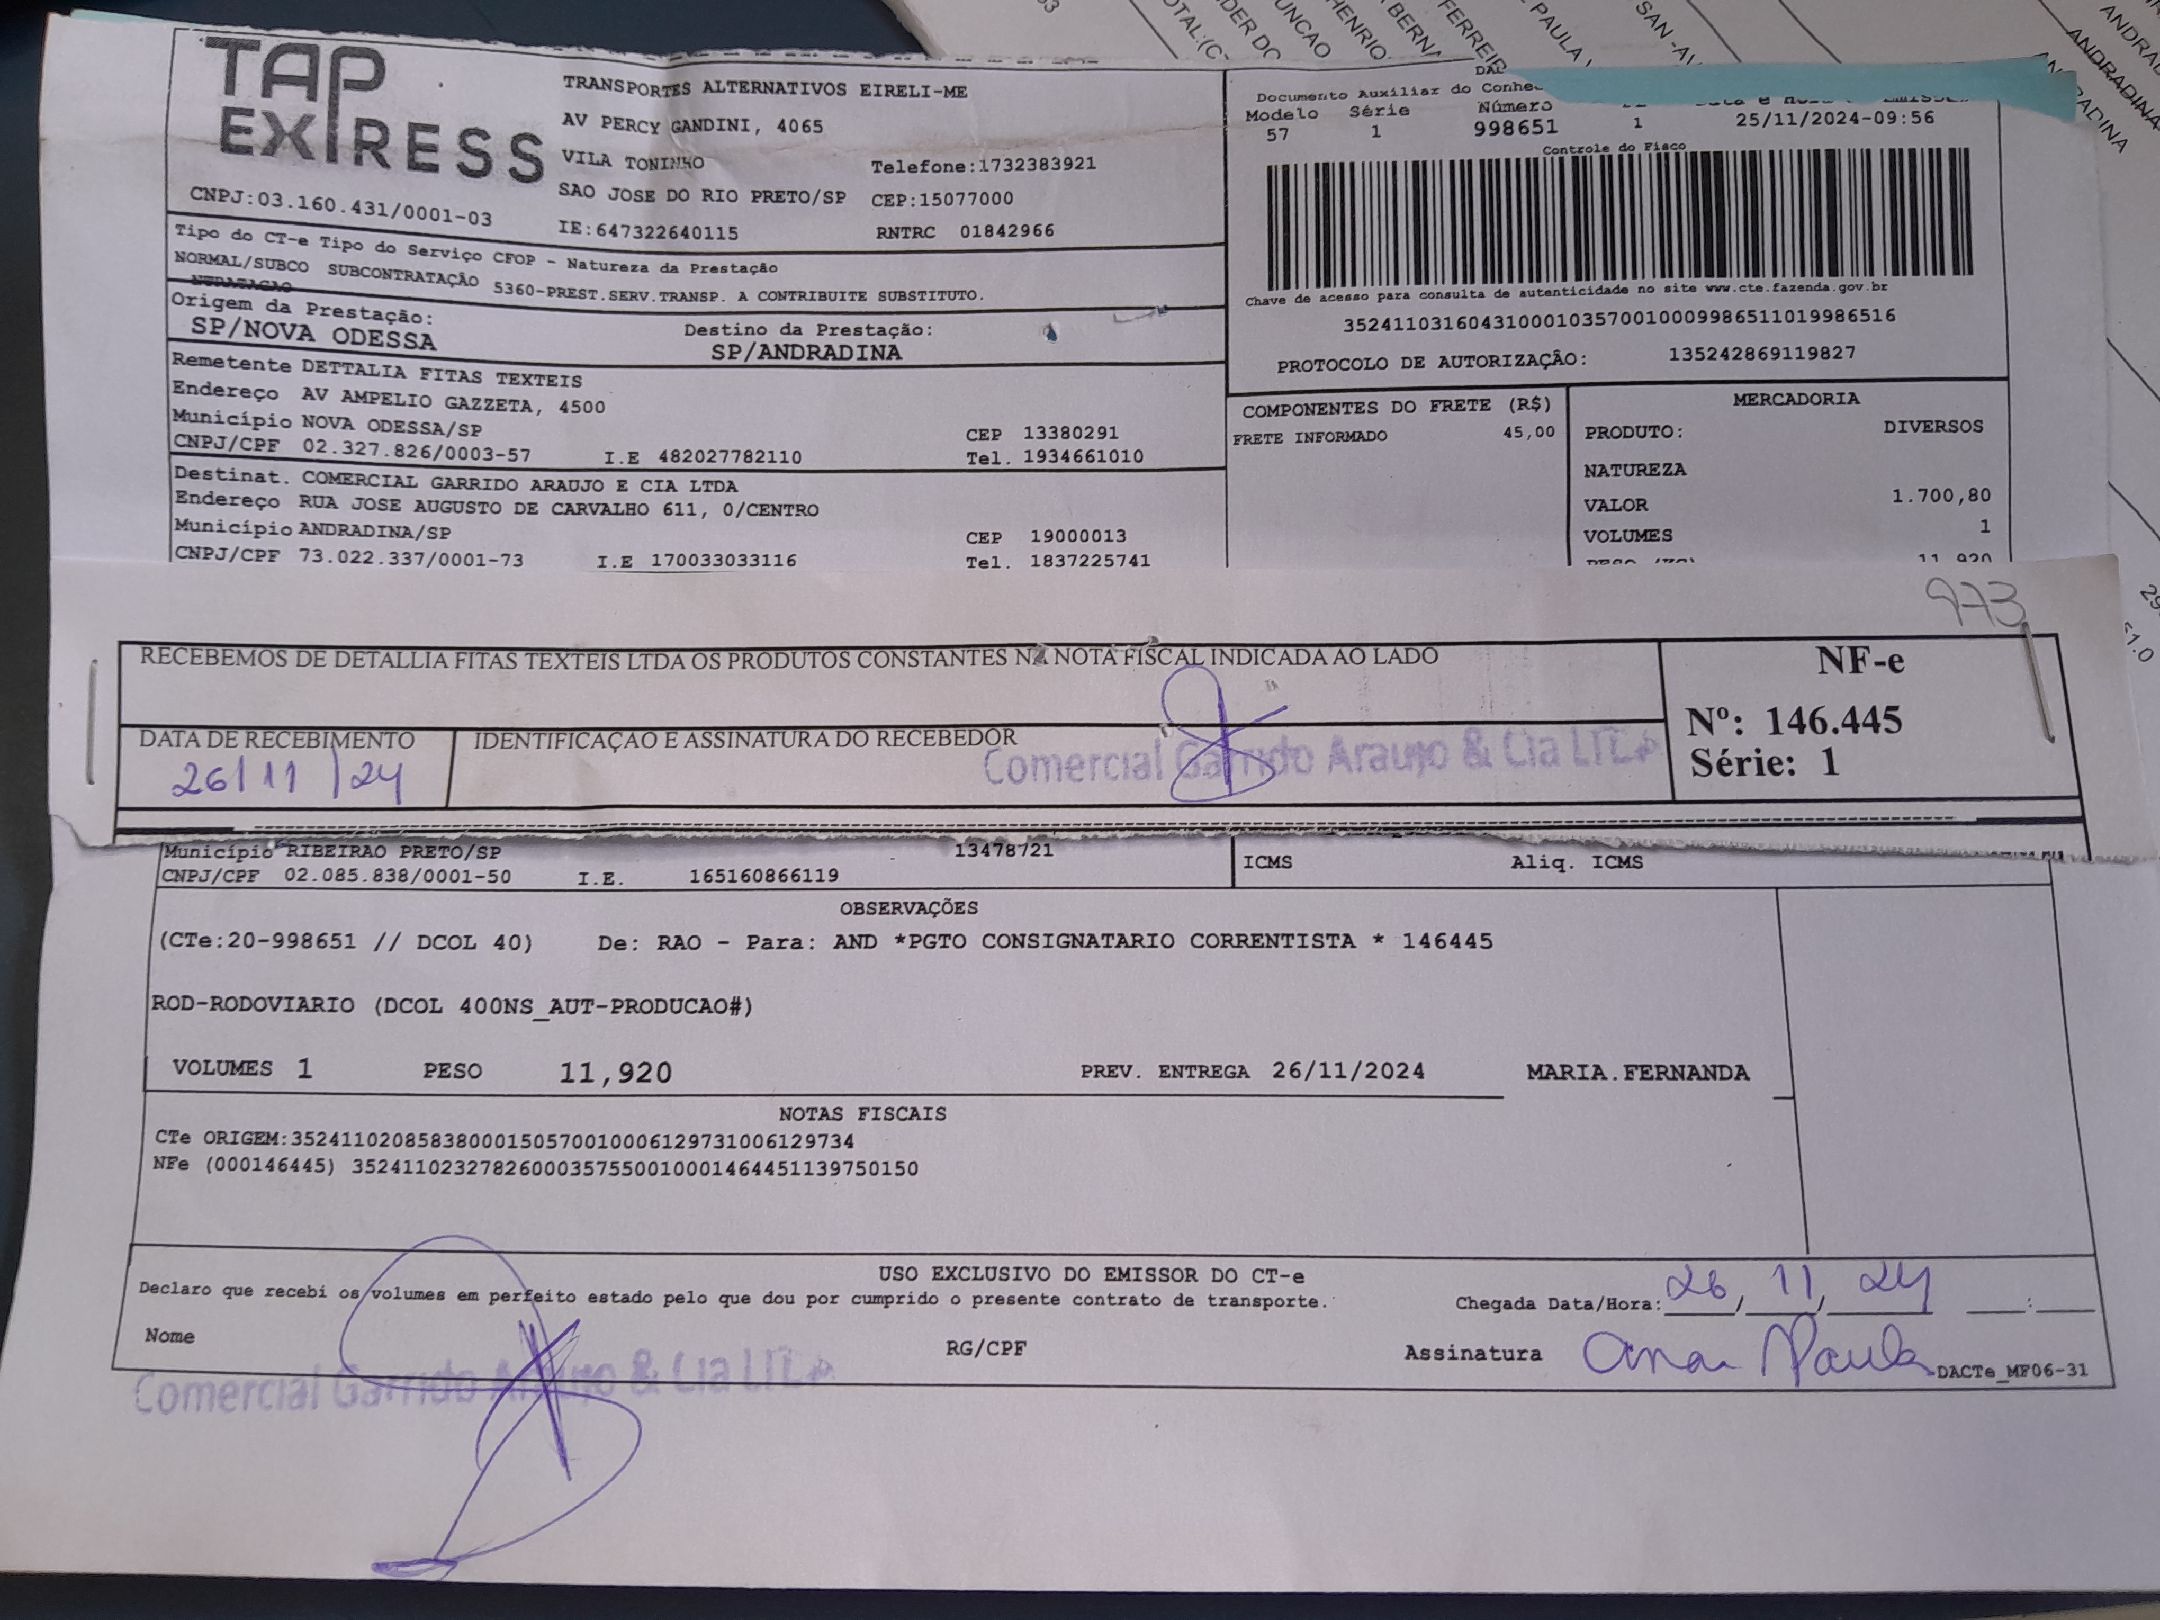 TAP
EXPRESS
TRANSPORTES ALTERNATIVOS EIRELI-ME
AV PERCY GANDINI, 4065
VILA TONINHO Telefone:1732383921
SAO JOSE DO RIO PRETO/SP CEP:15077000
CNPJ:03.160.431/0001-03
IE:647322640115 RNTRC 01842966
Documento Auxiliar do Conhec
Modelo Série Número
57 1 998651 1 25/11/2024-09:56
Controle do Fisco
Chave de acesso para consulta de autenticidade no site www.cte.fazenda.gov.br
35241103160431000103570010009986511019986516
PROTOCOLO DE AUTORIZAÇÃO: 135242869119827
Tipo do CT-e Tipo do Serviço CFOP - Natureza da Prestação
NORMAL/SUBCO SUBCONTRATAÇÃO 5360-PREST.SERV.TRANSP. A CONTRIBUITE SUBSTITUTO.
NTRATACAO
Origem da Prestação: Destino da Prestação:
SP/NOVA ODESSA SP/ANDRADINA
Remetente DETTALIA FITAS TEXTEIS
Endereço AV AMPELIO GAZZETA, 4500
Município NOVA ODESSA/SP CEP 13380291
CNPJ/CPF 02.327.826/0003-57 I.E 482027782110 Tel. 1934661010
Destinat. COMERCIAL GARRIDO ARAUJO E CIA LTDA
Endereço RUA JOSE AUGUSTO DE CARVALHO 611, 0/CENTRO
Município ANDRADINA/SP CEP 19000013
CNPJ/CPF 73.022.337/0001-73 I.E 170033033116 Tel. 1837225741
COMPONENTES DO FRETE (R$)
FRETE INFORMADO 45,00
MERCADORIA
PRODUTO: DIVERSOS
NATUREZA
VALOR 1.700,80
VOLUMES 1
PESO (KG) 11,920
973
RECEBEMOS DE DETALLIA FITAS TEXTEIS LTDA OS PRODUTOS CONSTANTES NA NOTA FISCAL INDICADA AO LADO
NF-e
Nº: 146.445
Série: 1
DATA DE RECEBIMENTO IDENTIFICAÇAO E ASSINATURA DO RECEBEDOR
26/11/24
Comercial Garrido Araujo & Cia LTDA
Município RIBEIRAO PRETO/SP 13478721
CNPJ/CPF 02.085.838/0001-50 I.E. 165160866119
ICMS Aliq. ICMS
OBSERVAÇÕES
(CTe:20-998651 // DCOL 40) De: RAO - Para: AND *PGTO CONSIGNATARIO CORRENTISTA * 146445
ROD-RODOVIARIO (DCOL 400NS_AUT-PRODUCAO#)
VOLUMES 1 PESO 11,920 PREV. ENTREGA 26/11/2024 MARIA.FERNANDA
NOTAS FISCAIS
CTe ORIGEM:35241102085838000150570010006129731006129734
NFe (000146445) 35241102327826000357550010001464451139750150
USO EXCLUSIVO DO EMISSOR DO CT-e
Declaro que recebi os volumes em perfeito estado pelo que dou por cumprido o presente contrato de transporte.
Chegada Data/Hora: 26/11/24 __:__
Nome RG/CPF Assinatura Ana Paula
DACTe_MF06-31
Comercial Garrido Araujo & Cia LTDA